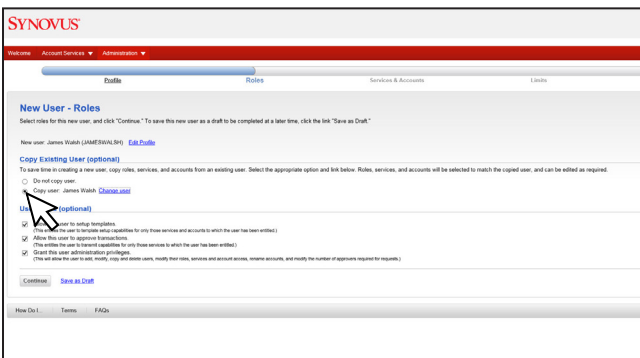 SYNOVUS®
Welcome Account Services Administration
Profile Roles Services & Accounts Limits
New User - Roles
Select roles for this new user, and click "Continue." To save this new user as a draft to be completed at a later time, click the link "Save as Draft."
New user: James Walsh (JAMESWALSH) Edit Profile
Copy Existing User (optional)
To save time in creating a new user, copy roles, services, and accounts from an existing user. Select the appropriate option and link below. Roles, services, and accounts will be selected to match the copied user, and can be edited as required.
Do not copy user.
Copy user: James Walsh Change user
(optional)
user to setup templates.
(This entitles the user to template setup capabilities for only those services and accounts to which the user has been entitled.)
Allow this user to approve transactions.
(This entitles the user to transmit capabilities for only those services to which the user has been entitled.)
Grant this user administration privileges.
(This will allow the user to add, modify, copy and delete users, modify their roles, services and account access, rename accounts, and modify the number of approvers required for requests.)
Continue Save as Draft
How Do I... Terms FAQs